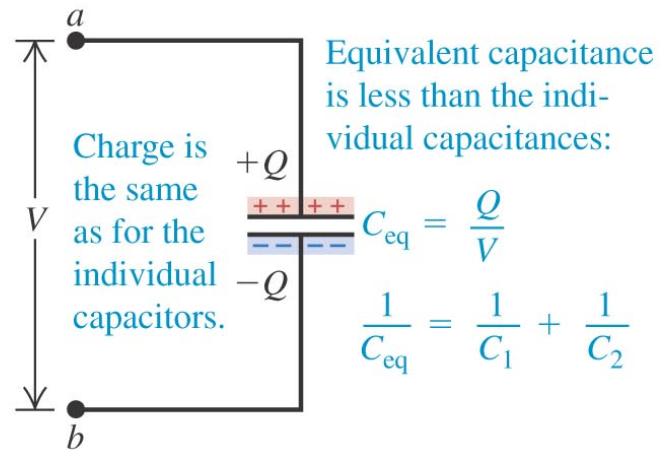 a
Equivalent capacitance
is less than the indi-
vidual capacitances:
Charge is
the same
as for the
individual
capacitors.
V
+Q
+ + + +
– – – –
−Q
C_eq = Q/V
1/C_eq = 1/C_1 + 1/C_2
b